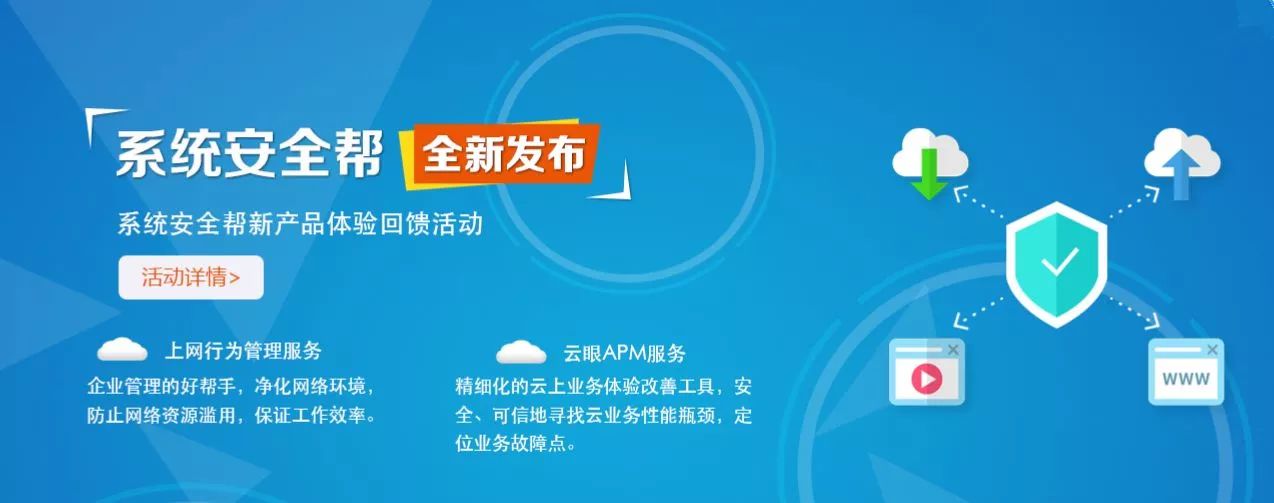 系统安全帮 全新发布
系统安全帮新产品体验回馈活动
活动详情>
上网行为管理服务
企业管理的好帮手，净化网络环境，
防止网络资源滥用，保证工作效率。
云眼APM服务
精细化的云上业务体验改善工具，安
全、可信地寻找云业务性能瓶颈，定
位业务故障点。
WWW